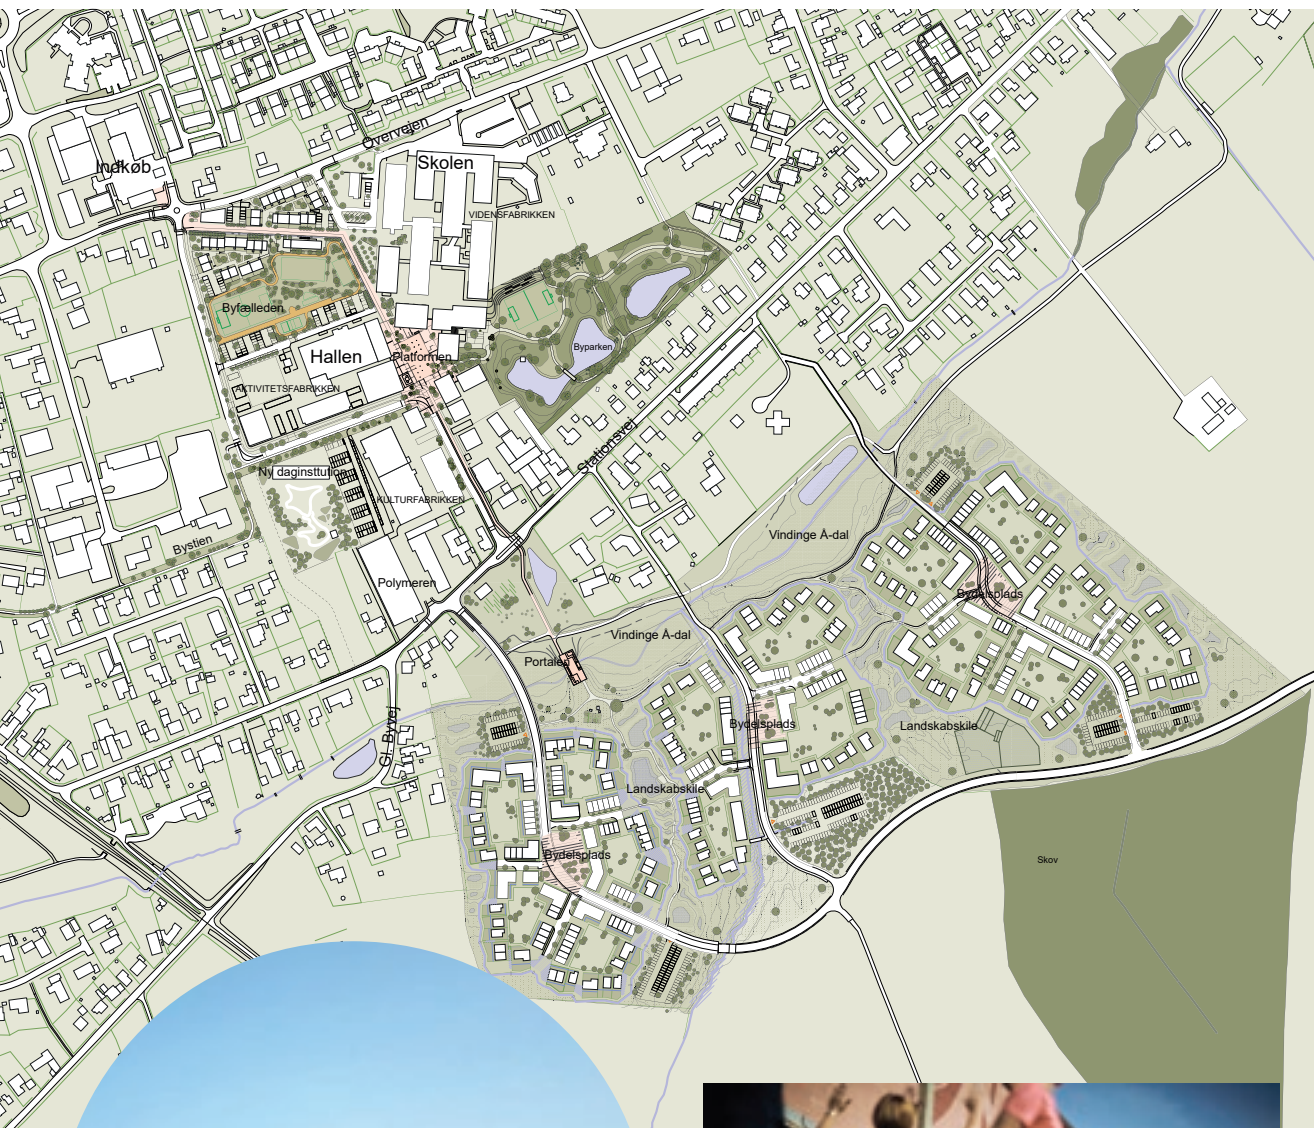 Overvejen
Indkøb
Skolen
VIDENSFABRIKKEN
Byfælleden
Byparken
Hallen
Platformen
AKTIVITETSFABRIKKEN
Stationsvej
Ny daginsttution
KULTURFABRIKKEN
Vindinge Å-dal
Bystien
Polymeren
Bydelsplads
Vindinge Å-dal
Portalen
Gl. Byvej
Bydelsplads
Landskabskile
Landskabskile
Bydelsplads
Skov